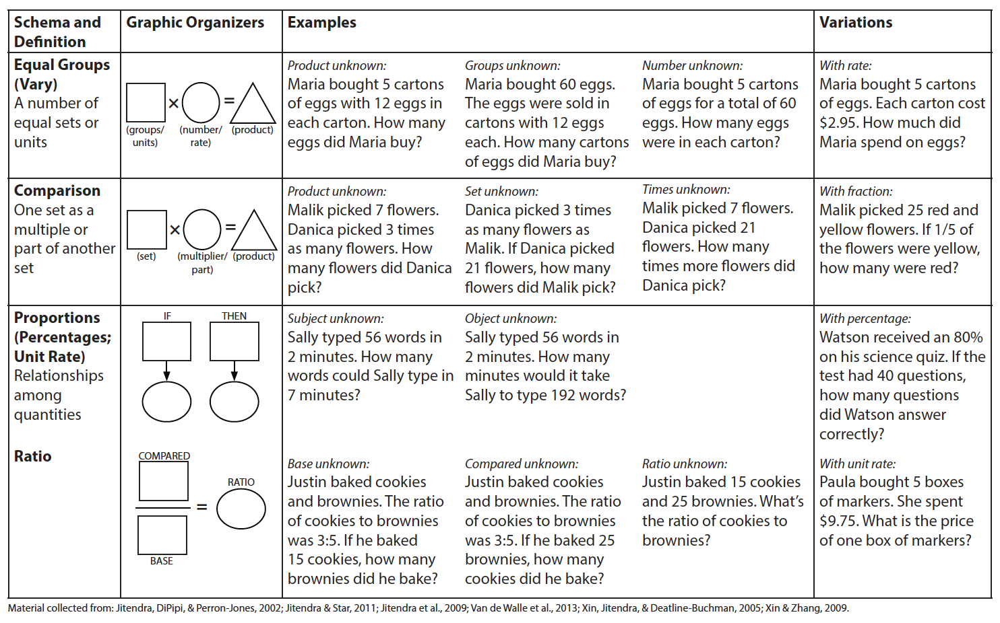 Schema and
Definition
Graphic Organizers
Examples
Variations
Equal Groups
(Vary)
A number of
equal sets or
units
×
=
(groups/
units)
(number/
rate)
(product)
Product unknown:
Maria bought 5 cartons
of eggs with 12 eggs in
each carton. How many
eggs did Maria buy?
Groups unknown:
Maria bought 60 eggs.
The eggs were sold in
cartons with 12 eggs
each. How many cartons
of eggs did Maria buy?
Number unknown:
Maria bought 5 cartons
of eggs for a total of 60
eggs. How many eggs
were in each carton?
With rate:
Maria bought 5 cartons
of eggs. Each carton cost
$2.95. How much did
Maria spend on eggs?
Comparison
One set as a
multiple or
part of another
set
×
=
(set)
(multiplier/
part)
(product)
Product unknown:
Malik picked 7 flowers.
Danica picked 3 times
as many flowers. How
many flowers did Danica
pick?
Set unknown:
Danica picked 3 times
as many flowers as
Malik. If Danica picked
21 flowers, how many
flowers did Malik pick?
Times unknown:
Malik picked 7 flowers.
Danica picked 21
flowers. How many
times more flowers did
Danica pick?
With fraction:
Malik picked 25 red and
yellow flowers. If 1/5 of
the flowers were yellow,
how many were red?
Proportions
(Percentages;
Unit Rate)
Relationships
among
quantities
IF
THEN
Subject unknown:
Sally typed 56 words in
2 minutes. How many
words could Sally type in
7 minutes?
Object unknown:
Sally typed 56 words in
2 minutes. How many
minutes would it take
Sally to type 192 words?
With percentage:
Watson received an 80%
on his science quiz. If the
test had 40 questions,
how many questions
did Watson answer
correctly?
Ratio
COMPARED
BASE
=
RATIO
Base unknown:
Justin baked cookies
and brownies. The ratio
of cookies to brownies
was 3:5. If he baked
15 cookies, how many
brownies did he bake?
Compared unknown:
Justin baked cookies
and brownies. The ratio
of cookies to brownies
was 3:5. If he baked 25
brownies, how many
cookies did he bake?
Ratio unknown:
Justin baked 15 cookies
and 25 brownies. What's
the ratio of cookies to
brownies?
With unit rate:
Paula bought 5 boxes
of markers. She spent
$9.75. What is the price
of one box of markers?
Material collected from: Jitendra, DiPipi, & Perron-Jones, 2002; Jitendra & Star, 2011; Jitendra et al., 2009; Van de Walle et al., 2013; Xin, Jitendra, & Deatline-Buchman, 2005; Xin & Zhang, 2009.